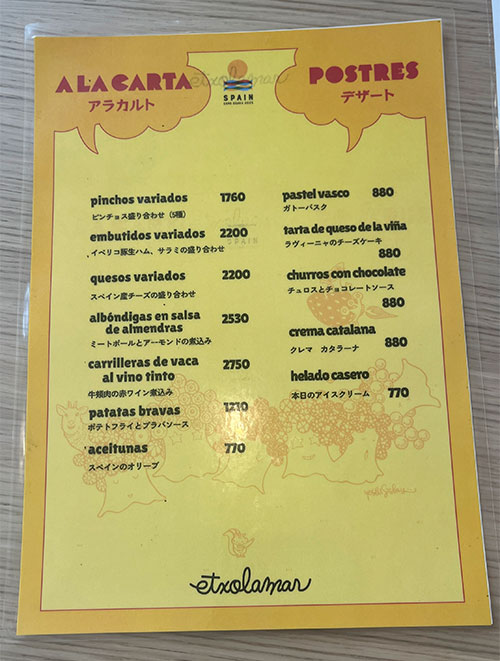 A LA CARTA
アラカルト
etxolamar
SPAIN
EXPO OSAKA 2025
POSTRES
デザート
pinchos variados 1760
ピンチョス盛り合わせ（5種）
embutidos variados 2200
イベリコ豚生ハム、サラミの盛り合わせ
quesos variados 2200
スペイン産チーズの盛り合わせ
albóndigas en salsa
de almendras 2530
ミートボールとアーモンドの煮込み
carrilleras de vaca 2750
al vino tinto
牛頬肉の赤ワイン煮込み
patatas bravas 1210
ポテトフライとブラバソース
aceitunas 770
スペインのオリーブ
pastel vasco 880
ガトーバスク
tarta de queso de la viña
ラヴィーニャのチーズケーキ
880
churros con chocolate
チュロスとチョコレートソース
880
crema catalana
クレマ　カタラーナ 880
helado casero
本日のアイスクリーム 770
etxolamar